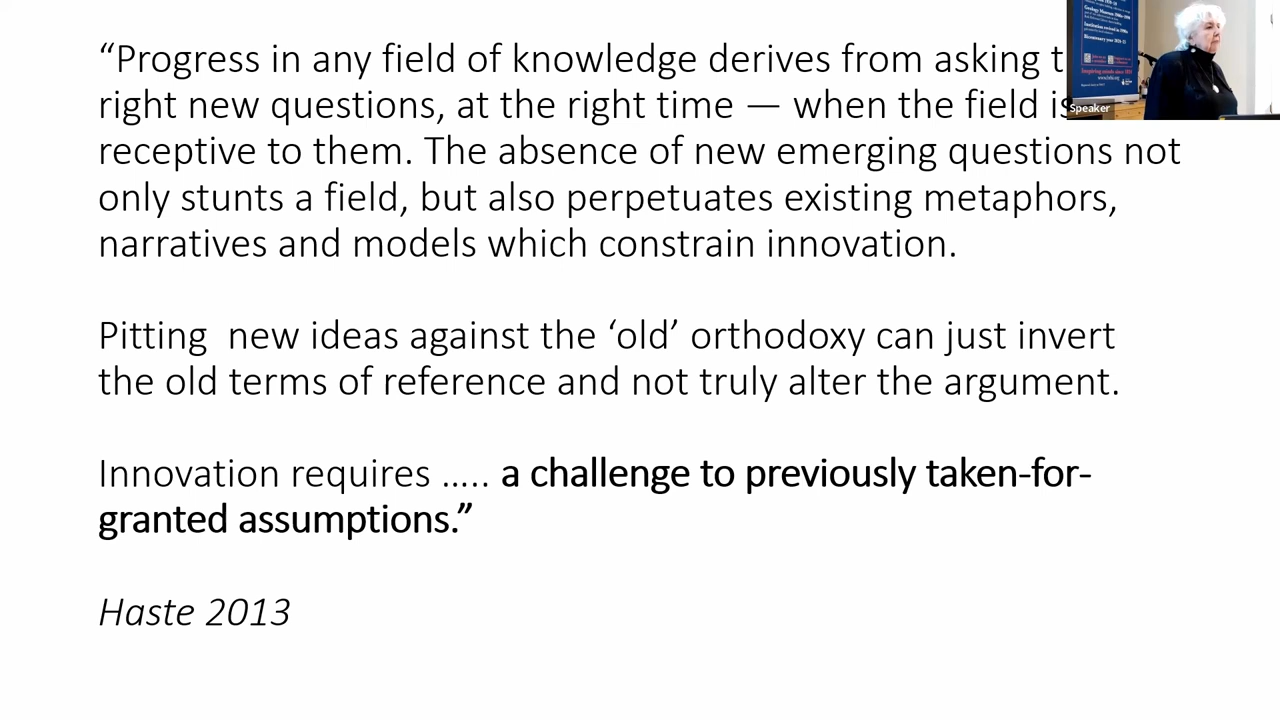 “Progress in any field of knowledge derives from asking t
right new questions, at the right time — when the field is
receptive to them. The absence of new emerging questions not
only stunts a field, but also perpetuates existing metaphors,
narratives and models which constrain innovation.
Pitting  new ideas against the ‘old’ orthodoxy can just invert
the old terms of reference and not truly alter the argument.
Innovation requires ..... a challenge to previously taken-for-
granted assumptions.”
Haste 2013
Speaker